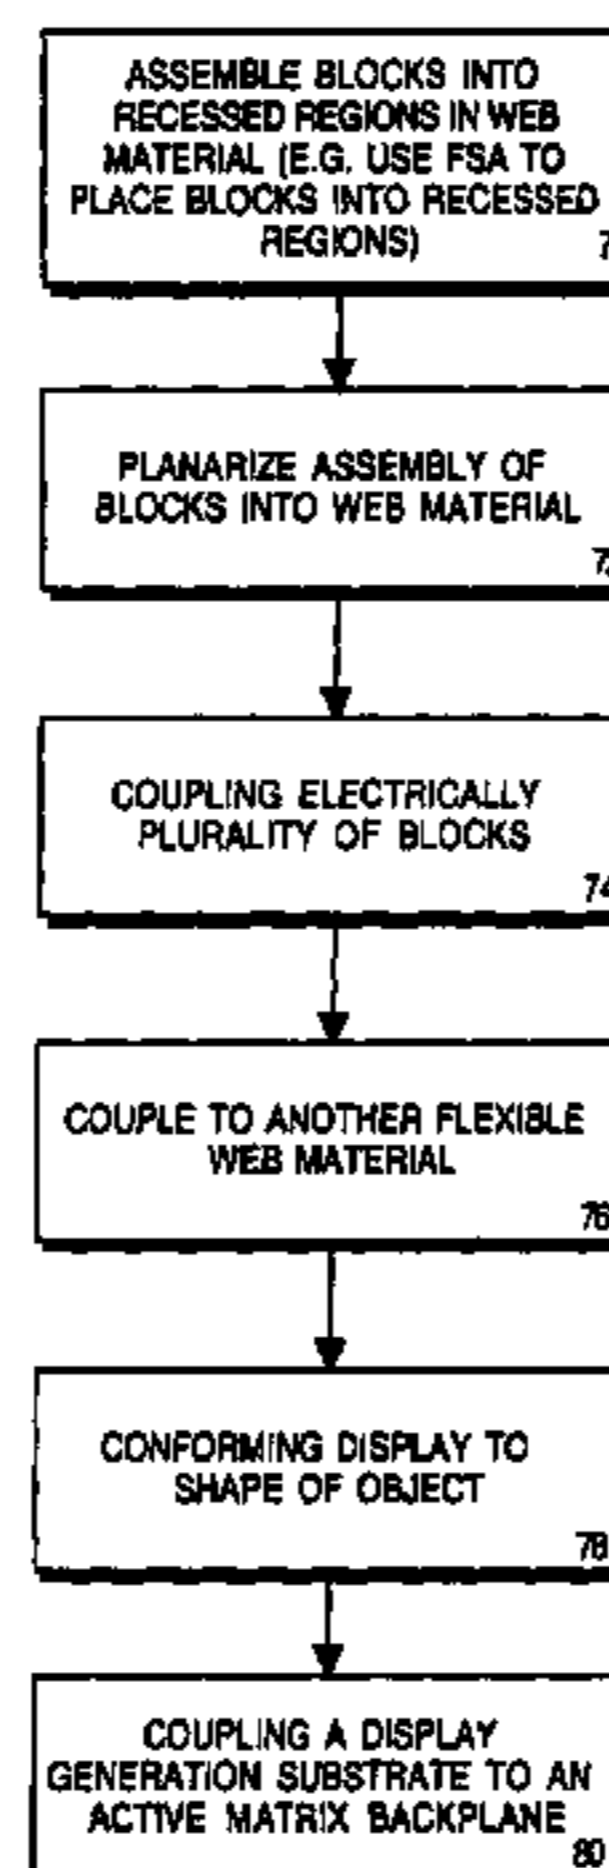 ASSEMBLE BLOCKS INTO
RECESSED REGIONS IN WEB
MATERIAL (E.G. USE FSA TO
PLACE BLOCKS INTO RECESSED
REGIONS)
PLANARIZE ASSEMBLY OF
BLOCKS INTO WEB MATERIAL
COUPLING ELECTRICALLY
PLURALITY OF BLOCKS
74
COUPLE TO ANOTHER FLEXIBLE
WEB MATERIAL
76
CONFORMING DISPLAY TO
SHAPE OF OBJECT
78
COUPLING A DISPLAY
GENERATION SUBSTRATE TO AN
ACTIVE MATRIX BACKPLANE
80